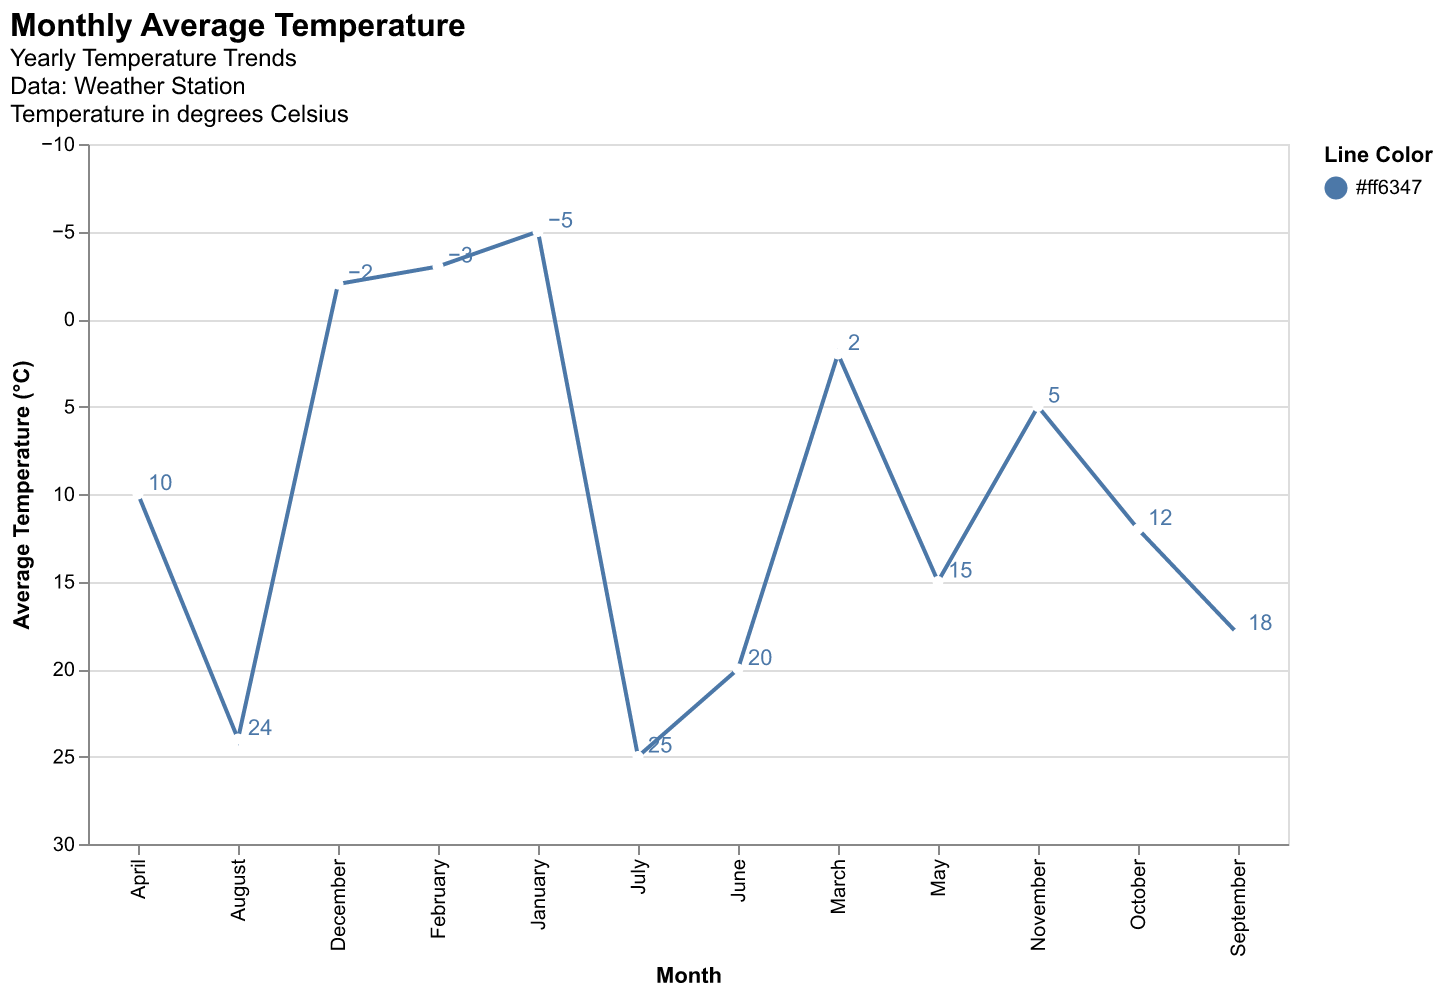 Monthly Average Temperature
Yearly Temperature Trends
Data: Weather Station
Temperature in degrees Celsius
Line Color
#ff6347
Average Temperature (°C)
−10
−5
0
5
10
15
20
25
30
10
24
−2
−3
−5
25
20
2
15
5
12
18
April
August
December
February
January
July
June
March
May
November
October
September
Month